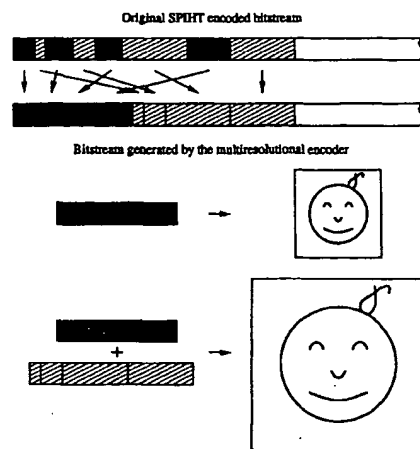 Original SPIHT encoded bitstream
Bitstream generated by the multiresolutional encoder
+